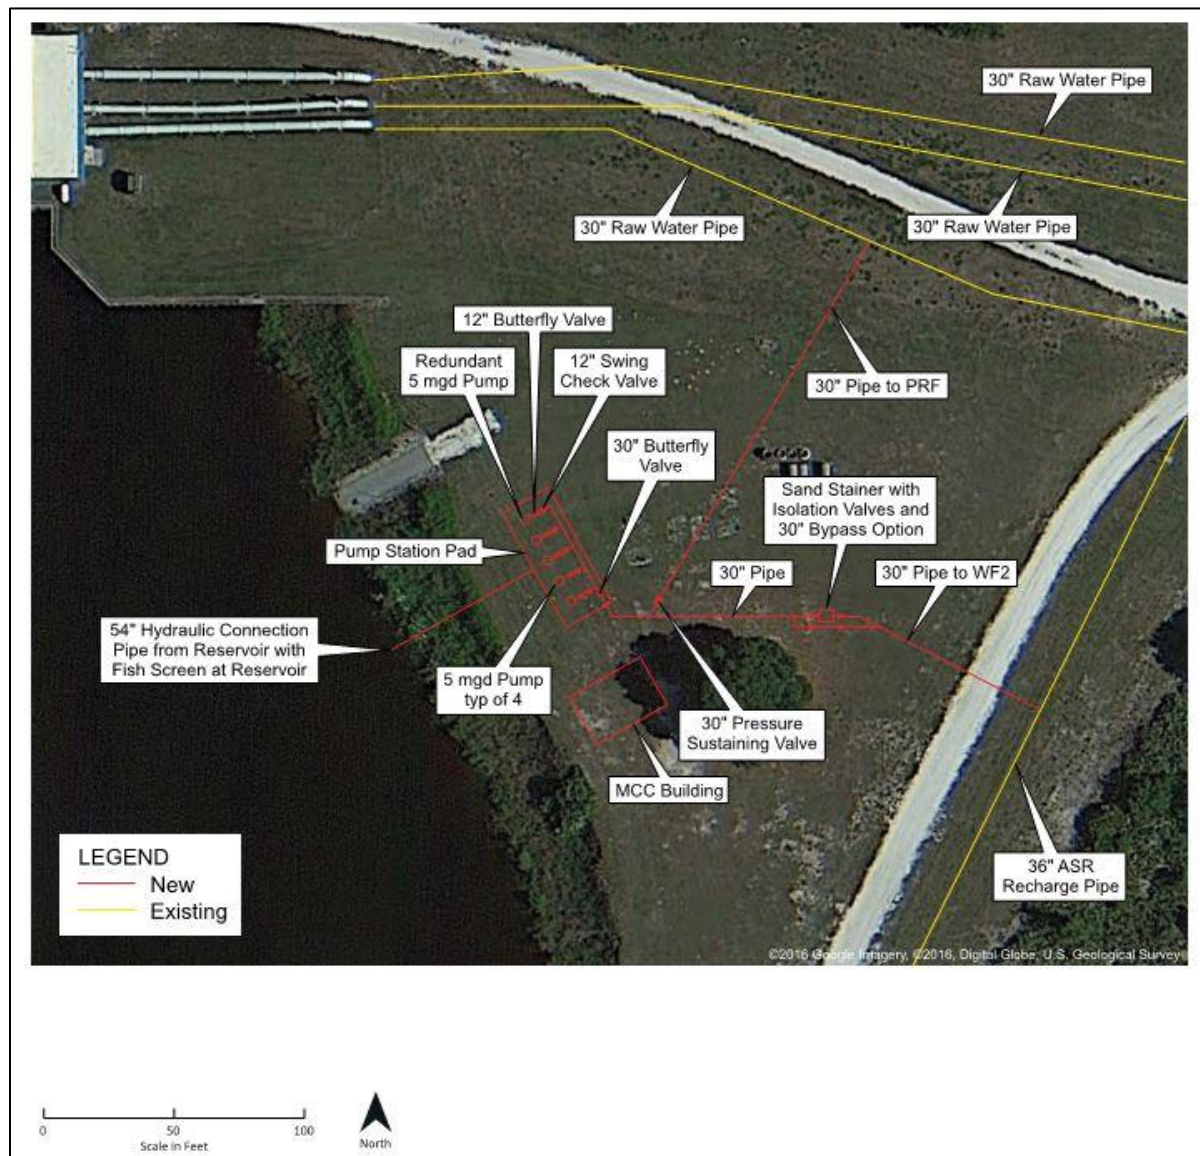 30" Raw Water Pipe
30" Raw Water Pipe
30" Raw Water Pipe
12" Butterfly Valve
Redundant
5 mgd Pump
12" Swing
Check Valve
30" Pipe to PRF
30" Butterfly
Valve
Sand Stainer with
Isolation Valves and
30" Bypass Option
Pump Station Pad
30" Pipe
30" Pipe to WF2
54" Hydraulic Connection
Pipe from Reservoir with
Fish Screen at Reservoir
5 mgd Pump
typ of 4
30" Pressure
Sustaining Valve
MCC Building
36" ASR
Recharge Pipe
LEGEND
New
Existing
©2016 Google Imagery, ©2016, Digital Globe, U.S. Geological Survey
0 50 100
Scale in Feet
North